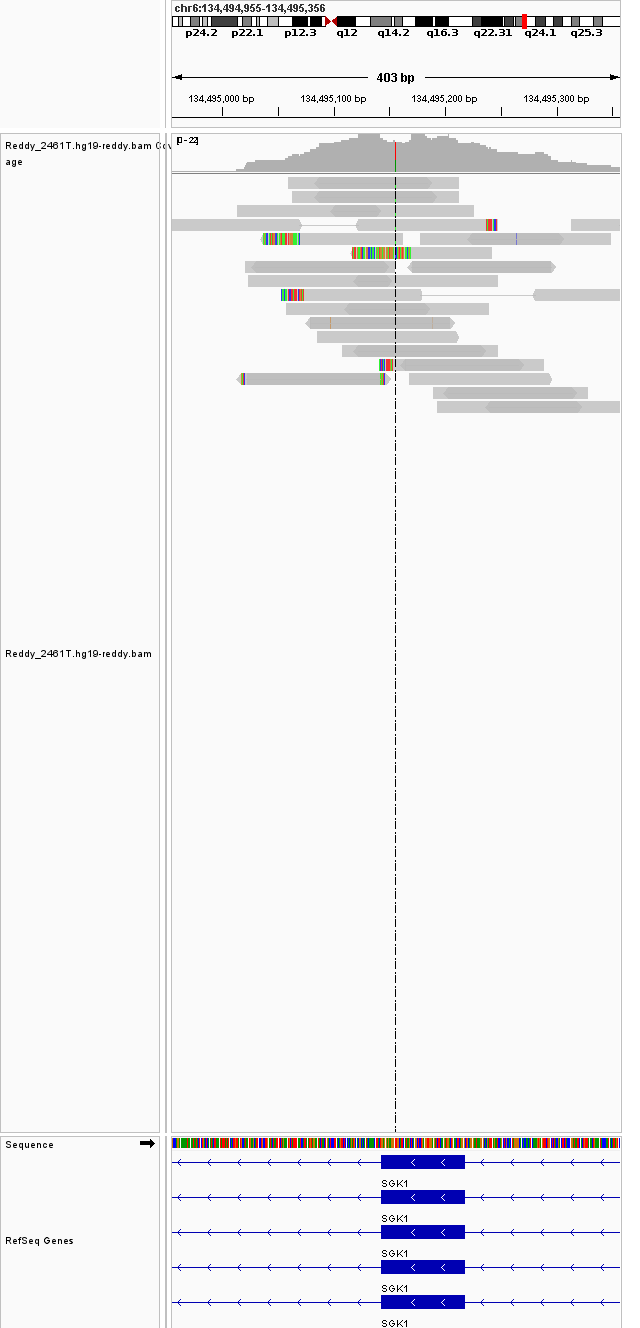 chr6:134,494,955-134,495,356
p24.2 p22.1 p12.3 q12 q14.2 q16.3 q22.31 q24.1 q25.3
403 bp
134,495,000 bp 134,495,100 bp 134,495,200 bp 134,495,300 bp
Reddy_2461T.hg19-reddy.bam Cov
age
[0-22]
Reddy_2461T.hg19-reddy.bam
Sequence
SGK1
SGK1
RefSeq Genes
SGK1
SGK1
SGK1